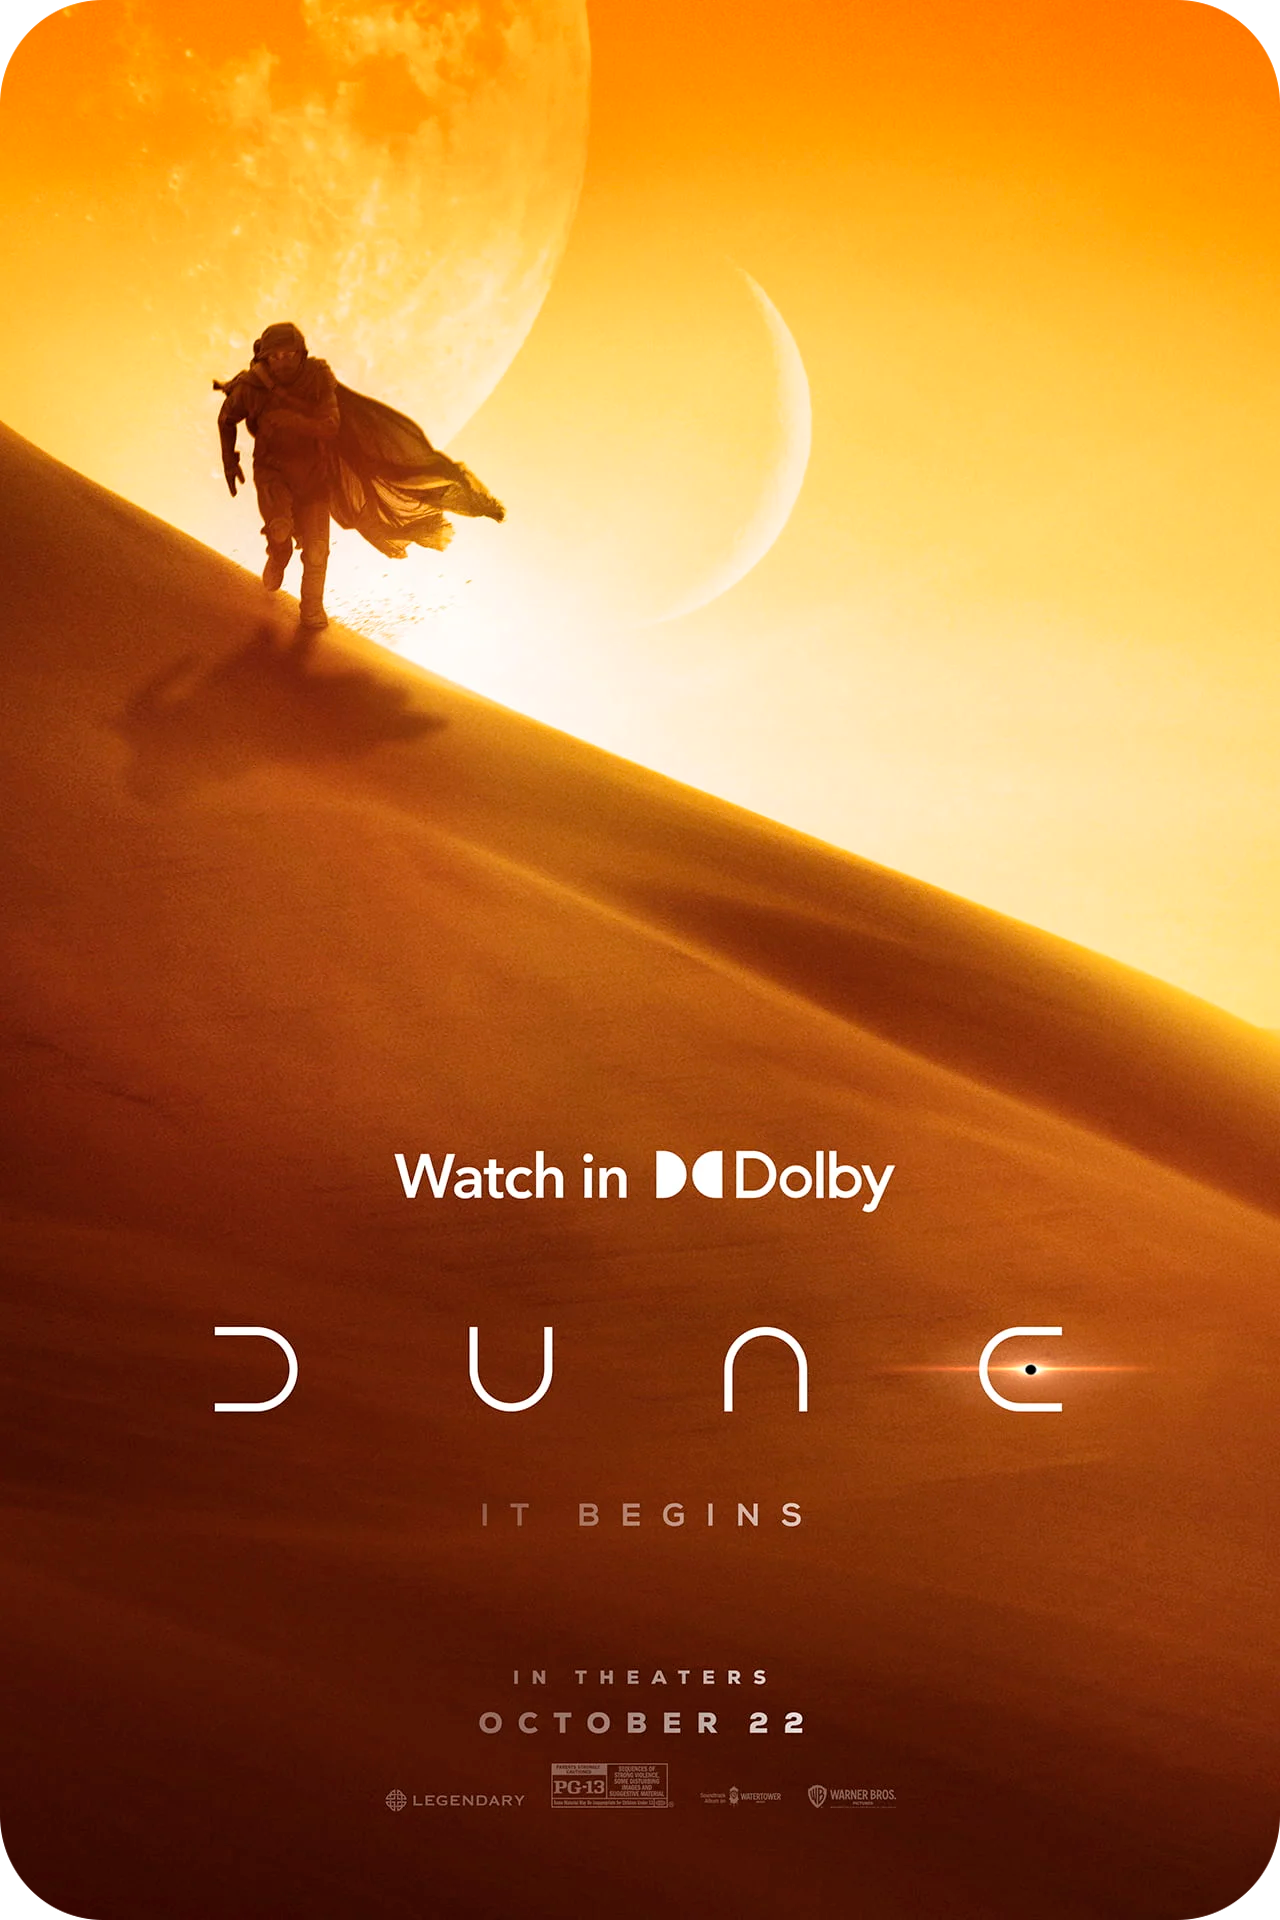 Watch in Dolby
DUNE
IT BEGINS
IN THEATERS
OCTOBER 22
LEGENDARY
PARENTS STRONGLY CAUTIONED
PG-13
SEQUENCES OF
STRONG VIOLENCE,
SOME DISTURBING
IMAGES AND
SUGGESTIVE MATERIAL
Some Material May Be Inappropriate for Children Under 13
Soundtrack
Album on
WATERTOWER
WB
WARNER BROS.
PICTURES